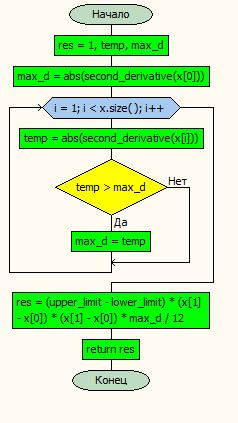 Начало
res = 1, temp, max_d
max_d = abs(second_derivative(x[0]))
i = 1; i < x.size( ); i++
temp = abs(second_derivative(x[i]))
temp > max_d
Нет
Да
max_d = temp
res = (upper_limit - lower_limit) * (x[1]
- x[0]) * (x[1] - x[0]) * max_d / 12
return res
Конец